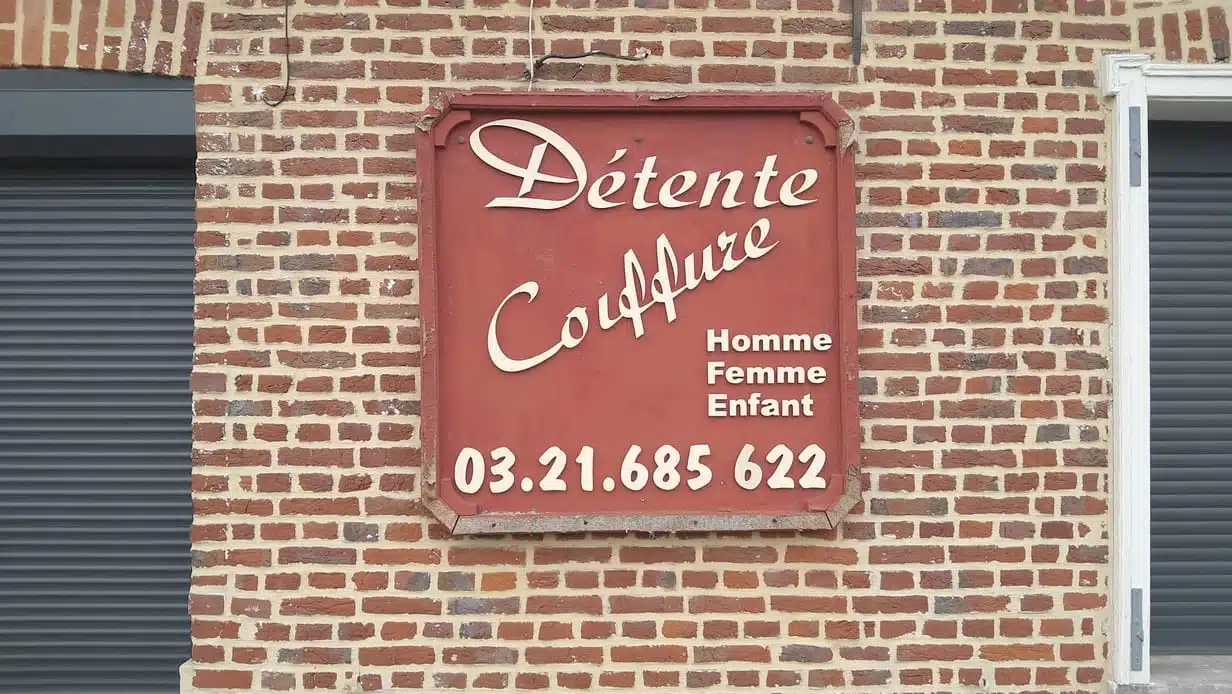 Détente
Coiffure
Homme
Femme
Enfant
03.21.685 622